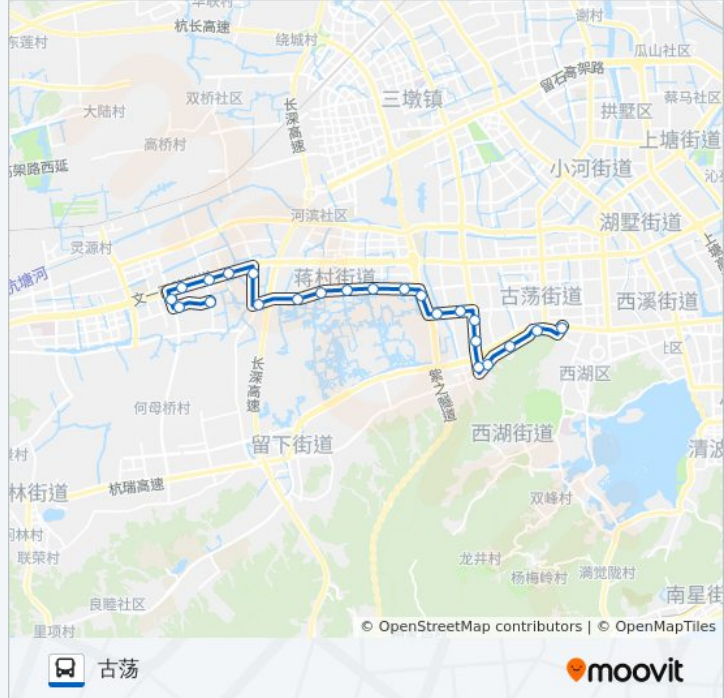 华联村
谢村
杭长高速
东莲村
绕城村
瓜山社区
留石高架路
双桥社区
三墩镇
蔡马社区
大陆村
长深高速
拱墅区
高桥村
上塘街道
架路西延
小河街道
河滨社区
湖墅街道
灵源村
杭塘河
蒋村街道
文一
古荡街道
西溪街道
长深高速
紫之隧道
西湖区
何母桥村
留下街道
西湖街道
清波
林街道
杭瑞高速
双峰村
联荣村
龙井村
杨梅岭村
满觉陇村
良睦社区
南星街
里项村
© OpenStreetMap contributors | © OpenMapTiles
古荡
moovit